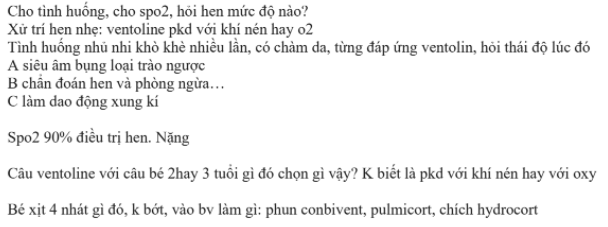 Cho tình huống, cho spo2, hỏi hen mức độ nào?
Xử trí hen nhẹ: ventoline pkd với khí nén hay o2
Tình huống nhủ nhi khò khè nhiều lần, có chàm da, từng đáp ứng ventolin, hỏi thái độ lúc đó
A siêu âm bụng loại trào ngược
B chẩn đoán hen và phòng ngừa…
C làm dao động xung kí
Spo2 90% điều trị hen. Nặng
Câu ventoline với câu bé 2hay 3 tuổi gì đó chọn gì vậy? K biết là pkd với khí nén hay với oxy
Bé xịt 4 nhát gì đó, k bớt, vào bv làm gì: phun conbivent, pulmicort, chích hydrocort